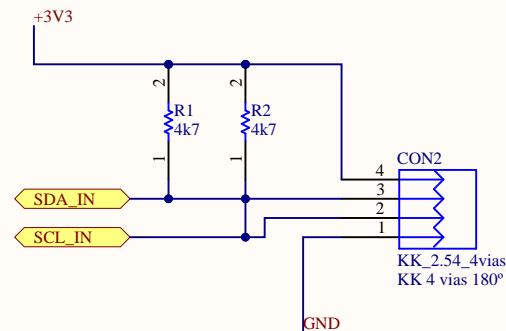 +3V3
2
2
R1
4k7
R2
4k7
1
1
CON2
4
3
2
1
SDA_IN
SCL_IN
KK_2.54_4vias
KK 4 vias 180º
GND